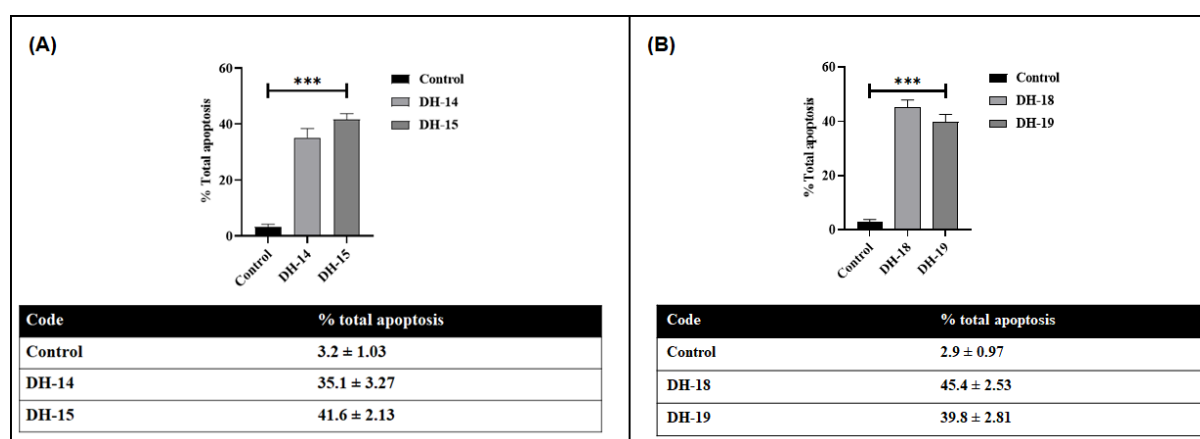 (A)
60
40
20
0
% Total apoptosis
***
Control
DH-14
DH-15
Control
DH-14
DH-15
Code % total apoptosis
Control 3.2 ± 1.03
DH-14 35.1 ± 3.27
DH-15 41.6 ± 2.13
(B)
60
40
20
0
% Total apoptosis
***
Control
DH-18
DH-19
Control
DH-18
DH-19
Code % total apoptosis
Control 2.9 ± 0.97
DH-18 45.4 ± 2.53
DH-19 39.8 ± 2.81